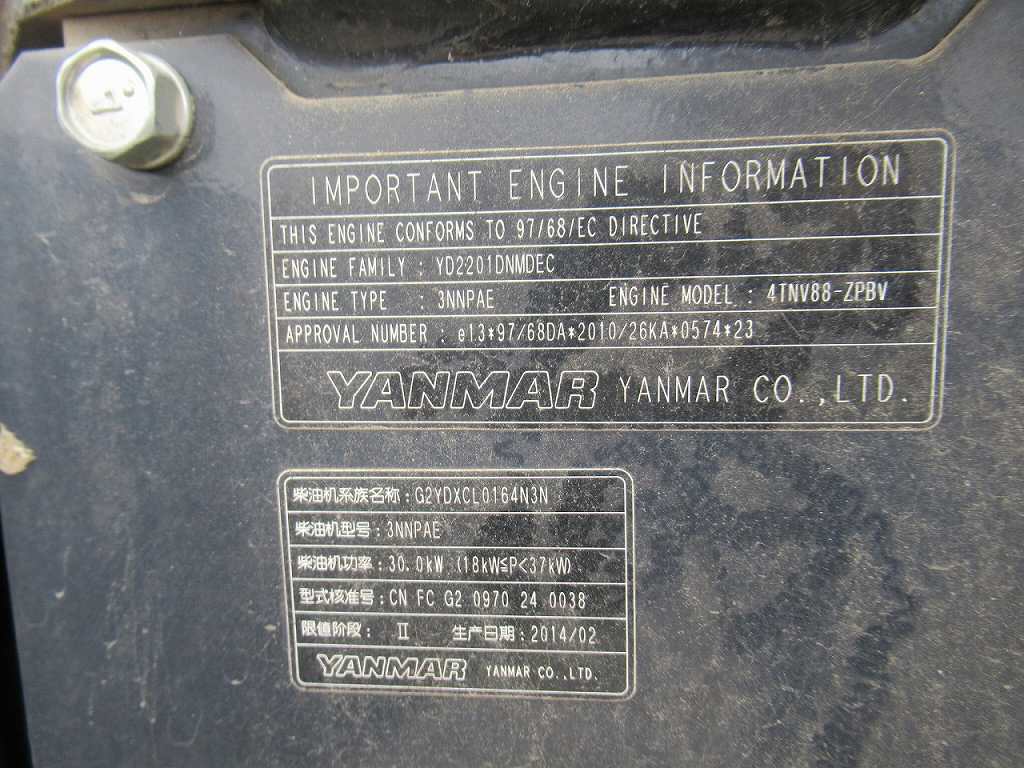 IMPORTANT ENGINE INFORMATION
THIS ENGINE CONFORMS TO 97/68/EC DIRECTIVE
ENGINE FAMILY : YD2201DNMDEC
ENGINE TYPE : 3NNPAE ENGINE MODEL : 4TNV88-ZPBV
APPROVAL NUMBER : e13*97/68DA*2010/26KA*0574*23
YANMAR YANMAR CO.,LTD.
柴油机系族名称:G2YDXCL0164N3N
柴油机型号:3NNPAE
柴油机功率:30.0kW (18kW≦P<37kW)
型式核准号:CN FC G2 0970 24 0038
限值阶段: Ⅱ 生产日期:2014/02
YANMAR YANMAR CO.,LTD.